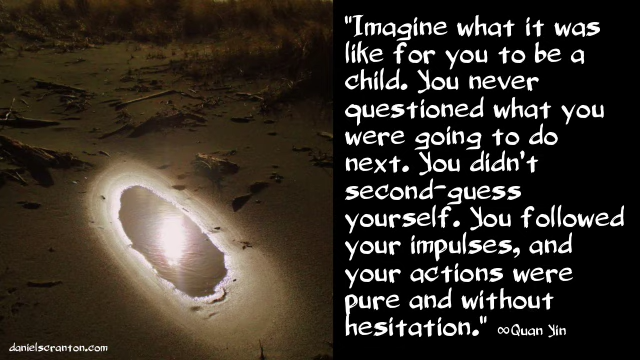 "Imagine what it was
like for you to be a
child. You never
questioned what you
were going to do
next. You didn't
second-guess
yourself. You followed
your impulses, and
your actions were
pure and without
hesitation." ∞Quan Yin
danielscranton.com